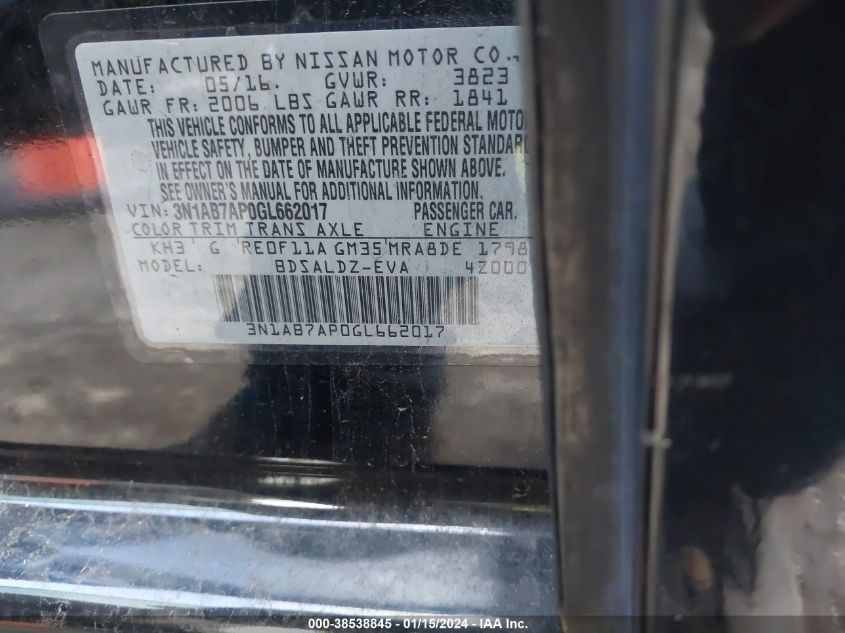 MANUFACTURED BY NISSAN MOTOR CO.,
DATE: 05/16. GVWR: 3823
GAWR FR: 2006 LBS GAWR RR: 1841
THIS VEHICLE CONFORMS TO ALL APPLICABLE FEDERAL MOTO
VEHICLE SAFETY, BUMPER AND THEFT PREVENTION STANDAR
IN EFFECT ON THE DATE OF MANUFACTURE SHOWN ABOVE.
SEE OWNER'S MANUAL FOR ADDITIONAL INFORMATION.
VIN: 3N1AB7AP0GL662017 PASSENGER CAR.
COLOR TRIM TRANS AXLE ENGINE
KH3 G RE0F11A GM35 MRA8DE 1798
MODEL: BDSALDZ-EVA 42000
3N1AB7AP0GL662017
000-38538845 - 01/15/2024 - IAA Inc.